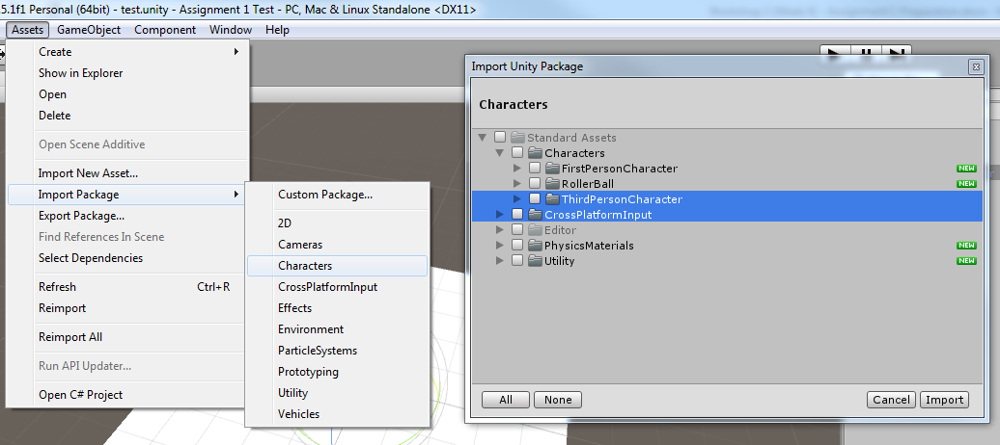 5.1f1 Personal (64bit) - test.unity - Assignment 1 Test - PC, Mac & Linux Standalone <DX11>
Assets GameObject Component Window Help
Create
Show in Explorer
Open
Delete
Open Scene Additive
Import New Asset...
Import Package
Export Package...
Find References In Scene
Select Dependencies
Refresh Ctrl+R
Reimport
Reimport All
Run API Updater...
Open C# Project
Custom Package...
2D
Cameras
Characters
CrossPlatformInput
Effects
Environment
ParticleSystems
Prototyping
Utility
Vehicles
Import Unity Package
Characters
Standard Assets
Characters
FirstPersonCharacter NEW
RollerBall NEW
ThirdPersonCharacter
CrossPlatformInput
Editor
PhysicsMaterials NEW
Utility NEW
All None Cancel Import